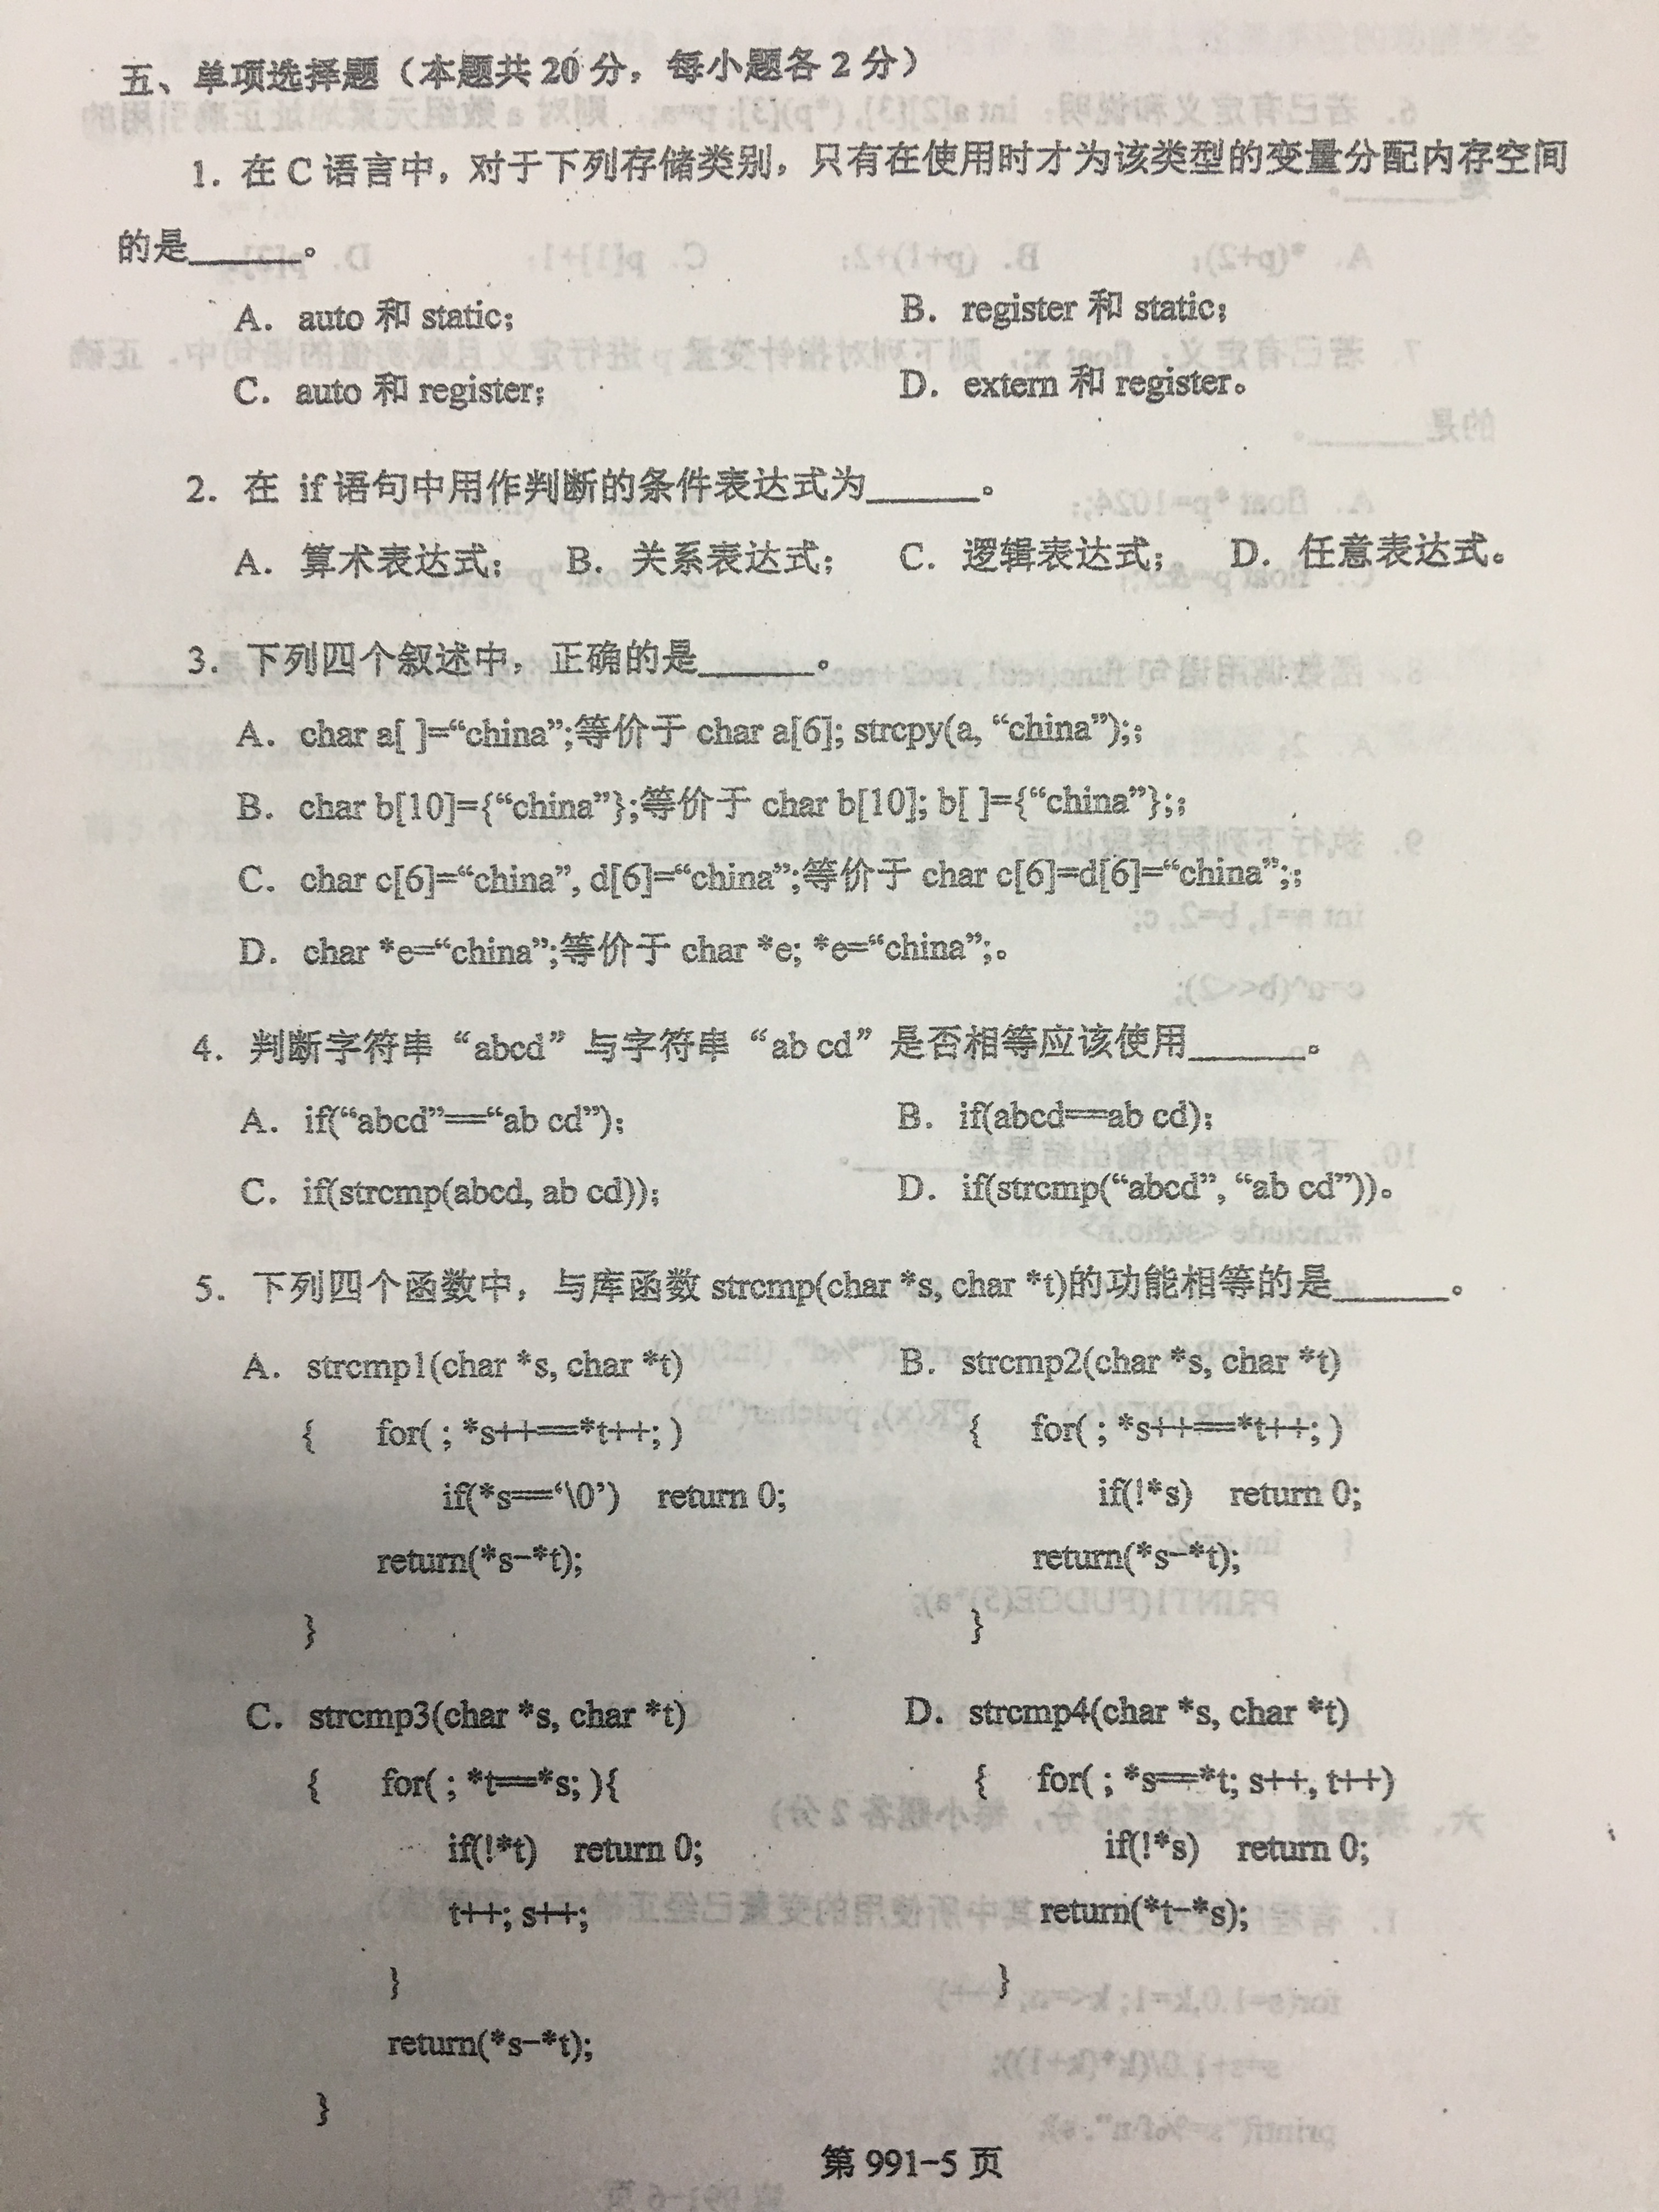 五、单项选择题（本题共 20 分，每小题各 2 分）
1. 在 C 语言中，对于下列存储类别，只有在使用时才为该类型的变量分配内存空间
的是______。
A. auto 和 static; B. register 和 static;
C. auto 和 register; D. extern 和 register。
2. 在 if 语句中用作判断的条件表达式为______。
A. 算术表达式; B. 关系表达式; C. 逻辑表达式; D. 任意表达式。
3. 下列四个叙述中，正确的是______。
A. char a[ ]=“china”;等价于 char a[6]; strcpy(a, “china”);;
B. char b[10]={“china”};等价于 char b[10]; b[ ]={“china”};;
C. char c[6]=“china”, d[6]=“china”;等价于 char c[6]=d[6]=“china”;;
D. char *e=“china”;等价于 char *e; *e=“china”;。
4. 判断字符串“abcd”与字符串“ab cd”是否相等应该使用______。
A. if(“abcd”==“ab cd”); B. if(abcd==ab cd);
C. if(strcmp(abcd, ab cd)); D. if(strcmp(“abcd”, “ab cd”))。
5. 下列四个函数中，与库函数 strcmp(char *s, char *t)的功能相等的是______。
A. strcmp1(char *s, char *t) B. strcmp2(char *s, char *t)
{ for( ; *s++==*t++; ) { for( ; *s++==*t++; )
if(*s==‘\0’) return 0; if(!*s) return 0;
return(*s-*t); return(*s-*t);
} }
C. strcmp3(char *s, char *t) D. strcmp4(char *s, char *t)
{ for( ; *t==*s; ){ { for( ; *s==*t; s++, t++)
if(!*t) return 0; if(!*s) return 0;
t++; s++; return(*t-*s);
} }
return(*s-*t);
}
第 991-5 页